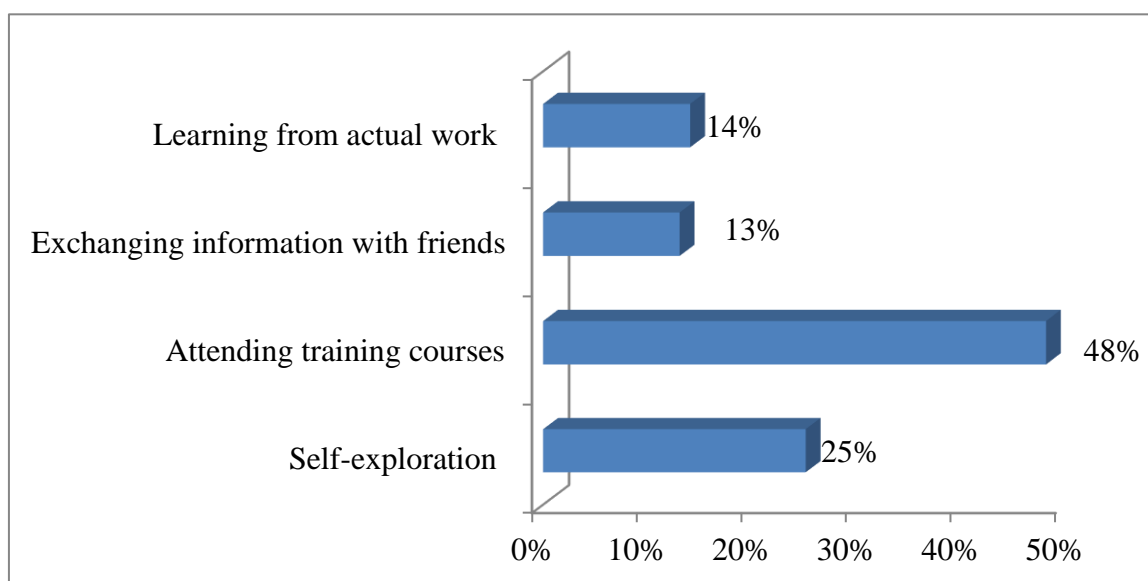 Learning from actual work 14%
Exchanging information with friends 13%
Attending training courses 48%
Self-exploration 25%
0% 10% 20% 30% 40% 50%